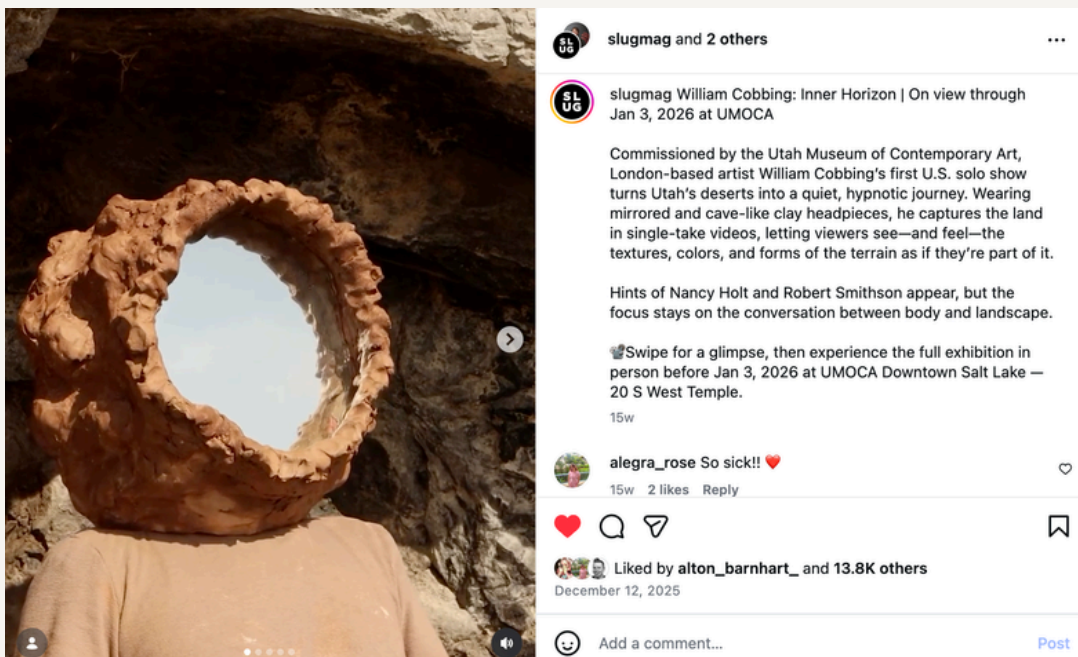 slugmag and 2 others
slugmag William Cobbing: Inner Horizon | On view through
Jan 3, 2026 at UMOCA
Commissioned by the Utah Museum of Contemporary Art,
London-based artist William Cobbing's first U.S. solo show
turns Utah's deserts into a quiet, hypnotic journey. Wearing
mirrored and cave-like clay headpieces, he captures the land
in single-take videos, letting viewers see—and feel—the
textures, colors, and forms of the terrain as if they're part of it.
Hints of Nancy Holt and Robert Smithson appear, but the
focus stays on the conversation between body and landscape.
📽️Swipe for a glimpse, then experience the full exhibition in
person before Jan 3, 2026 at UMOCA Downtown Salt Lake —
20 S West Temple.
15w
alegra_rose So sick!! ❤️
15w 2 likes Reply
Liked by alton_barnhart_ and 13.8K others
December 12, 2025
Add a comment...
Post
SL
UG
SL
UG